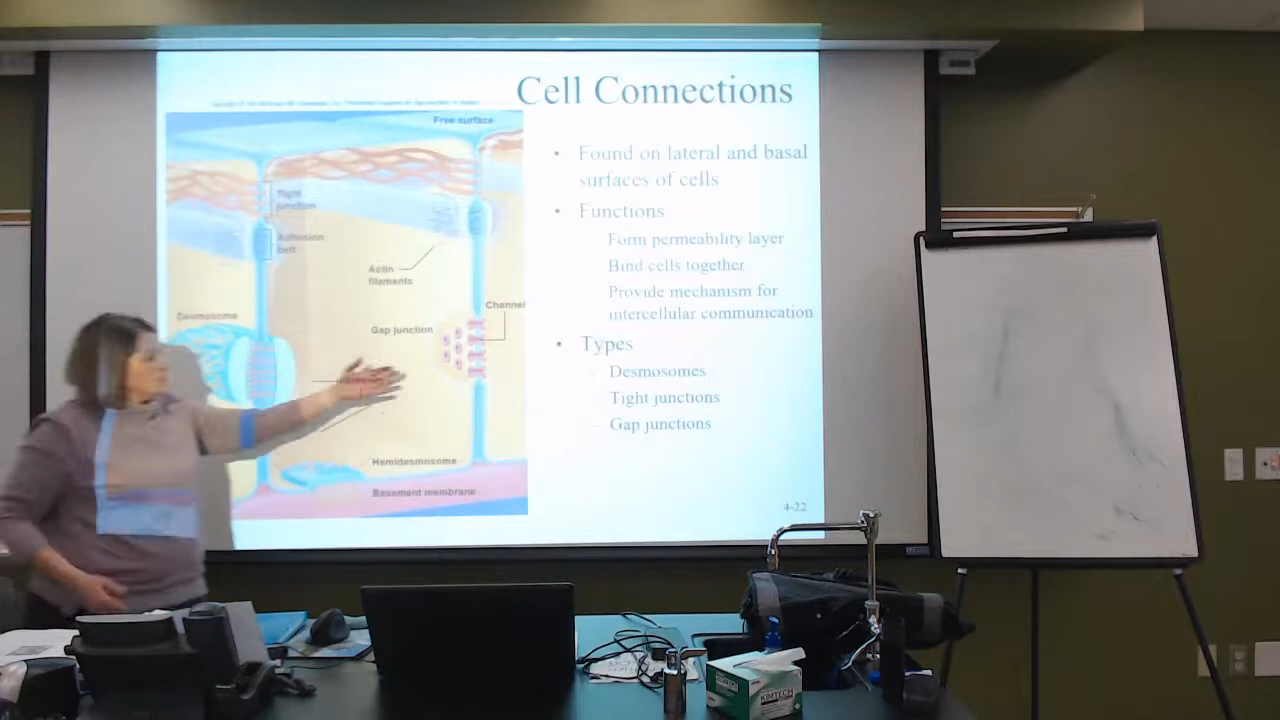 Cell Connections
Free surface
Tight
junction
Adhesion
belt
Actin
filaments
Desmosome
Channel
Gap junction
Hemidesmosome
Basement membrane
• Found on lateral and basal
surfaces of cells
• Functions
Form permeability layer
Bind cells together
Provide mechanism for
intercellular communication
• Types
– Desmosomes
Tight junctions
– Gap junctions
4-22
KIMTECH